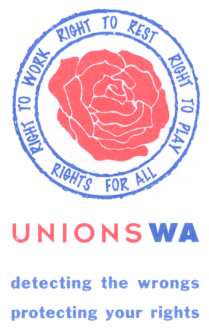 RIGHT TO WORK RIGHT TO REST RIGHT TO PLAY
RIGHTS FOR ALL
UNIONSWA
detecting the wrongs
protecting your rights